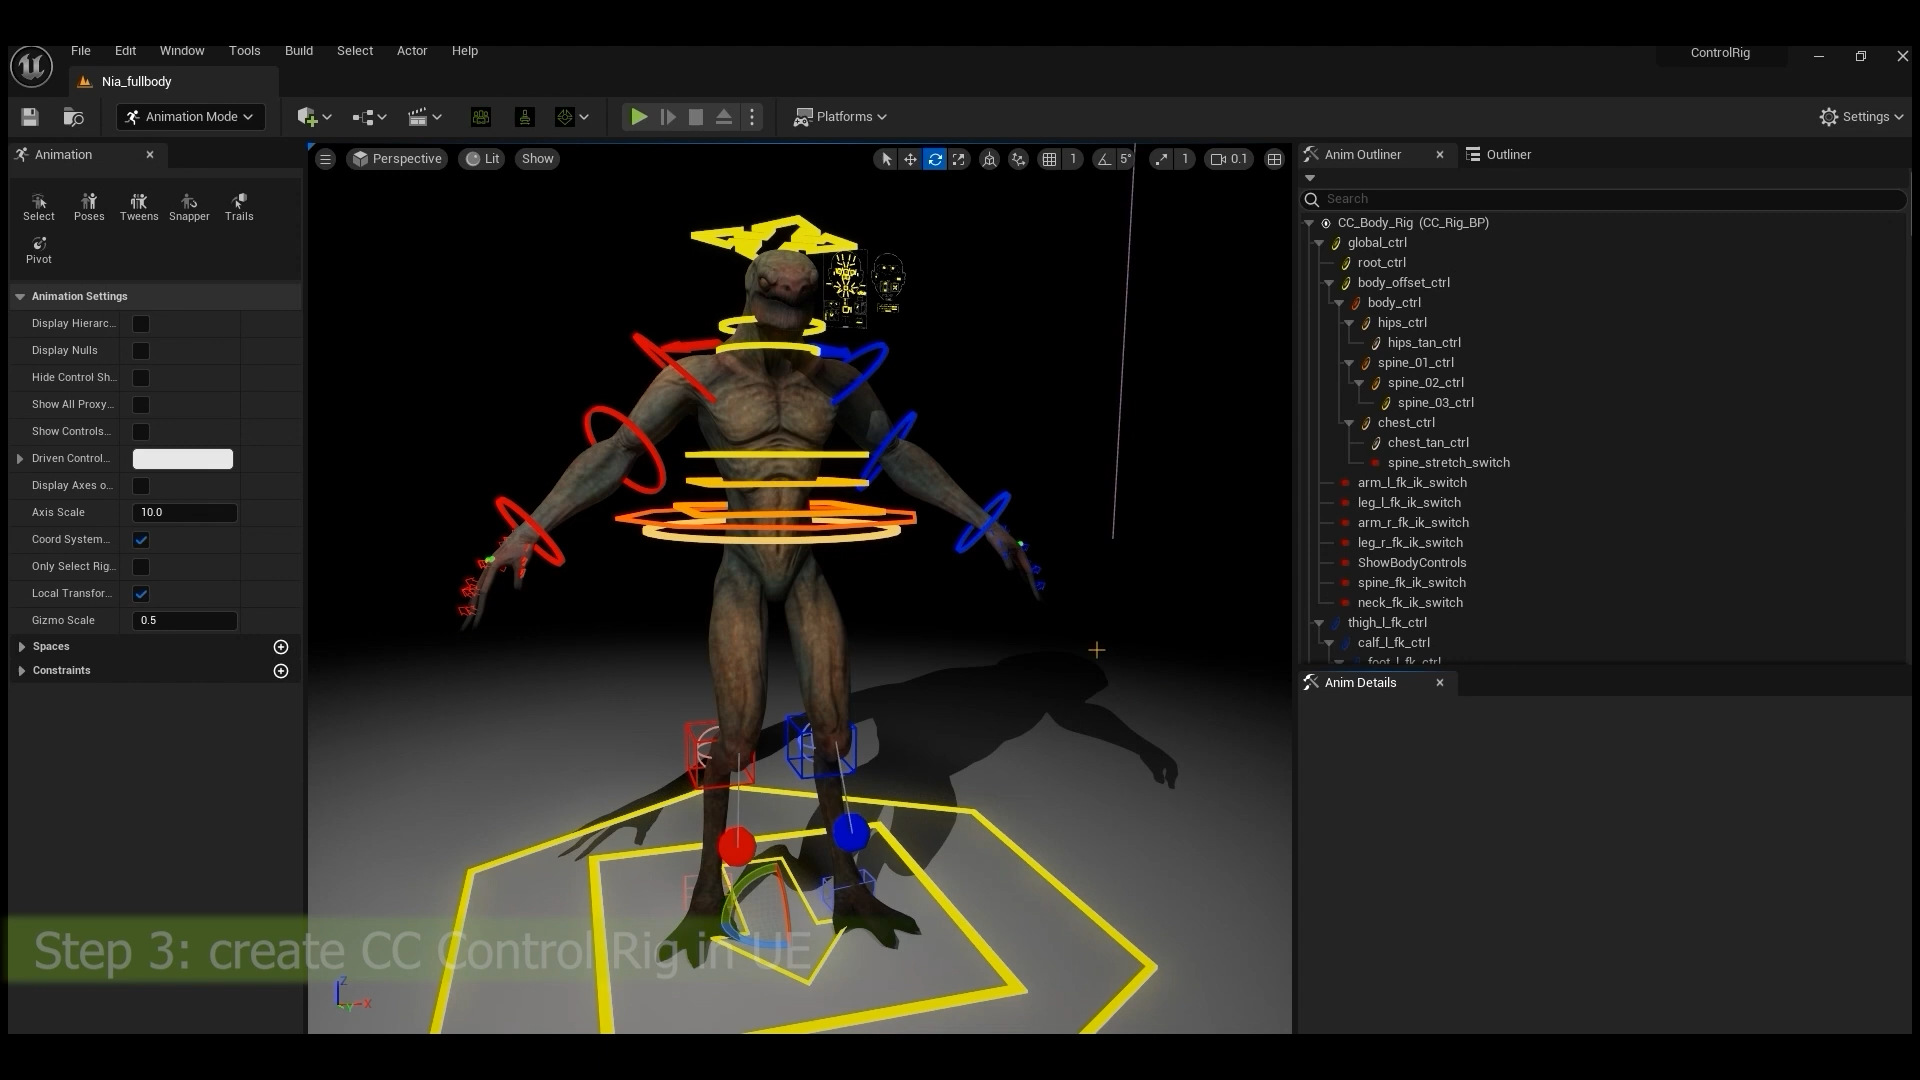 File Edit Window Tools Build Select Actor Help
ControlRig
Nia_fullbody
Animation Mode
Platforms
Settings
Animation
Perspective Lit Show
1 5° 1 0.1
Anim Outliner Outliner
Select Poses Tweens Snapper Trails
Pivot
Search
Animation Settings
Display Hierarc...
Display Nulls
Hide Control Sh...
Show All Proxy...
Show Controls...
Driven Control...
Display Axes o...
Axis Scale 10.0
Coord System...
Only Select Rig...
Local Transfor...
Gizmo Scale 0.5
Spaces
Constraints
CC_Body_Rig (CC_Rig_BP)
global_ctrl
root_ctrl
body_offset_ctrl
body_ctrl
hips_ctrl
hips_tan_ctrl
spine_01_ctrl
spine_02_ctrl
spine_03_ctrl
chest_ctrl
chest_tan_ctrl
spine_stretch_switch
arm_l_fk_ik_switch
leg_l_fk_ik_switch
arm_r_fk_ik_switch
leg_r_fk_ik_switch
ShowBodyControls
spine_fk_ik_switch
neck_fk_ik_switch
thigh_l_fk_ctrl
calf_l_fk_ctrl
foot_l_fk_ctrl
Anim Details
Step 3: create CC Control Rig in UE
Z
Y X